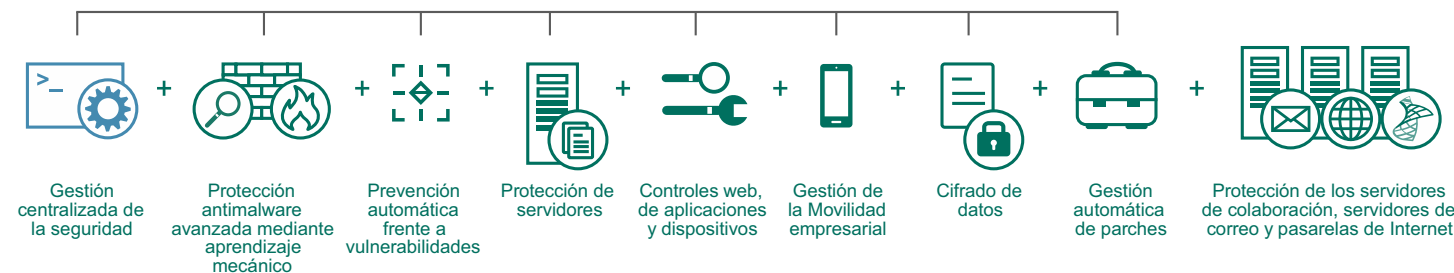 >_
+
+
+
+
+
+
+
+
Gestión
centralizada de
la seguridad
Protección
antimalware
avanzada mediante
aprendizaje
mecánico
Prevención
automática
frente a
vulnerabilidades
Protección de
servidores
Controles web,
de aplicaciones
y dispositivos
Gestión de
la Movilidad
empresarial
Cifrado de
datos
Gestión
automática
de parches
Protección de los servidores
de colaboración, servidores de
correo y pasarelas de Internet